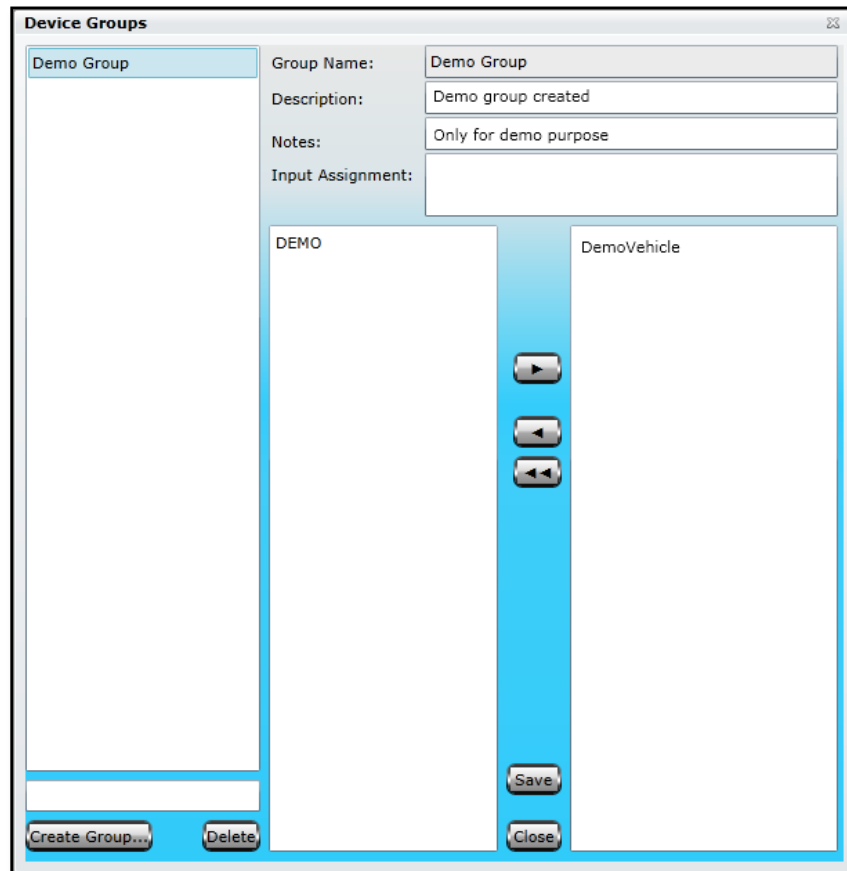 Device Groups
Demo Group
Group Name: Demo Group
Description: Demo group created
Notes: Only for demo purpose
Input Assignment:
DEMO
DemoVehicle
Save
Create Group...
Delete
Close